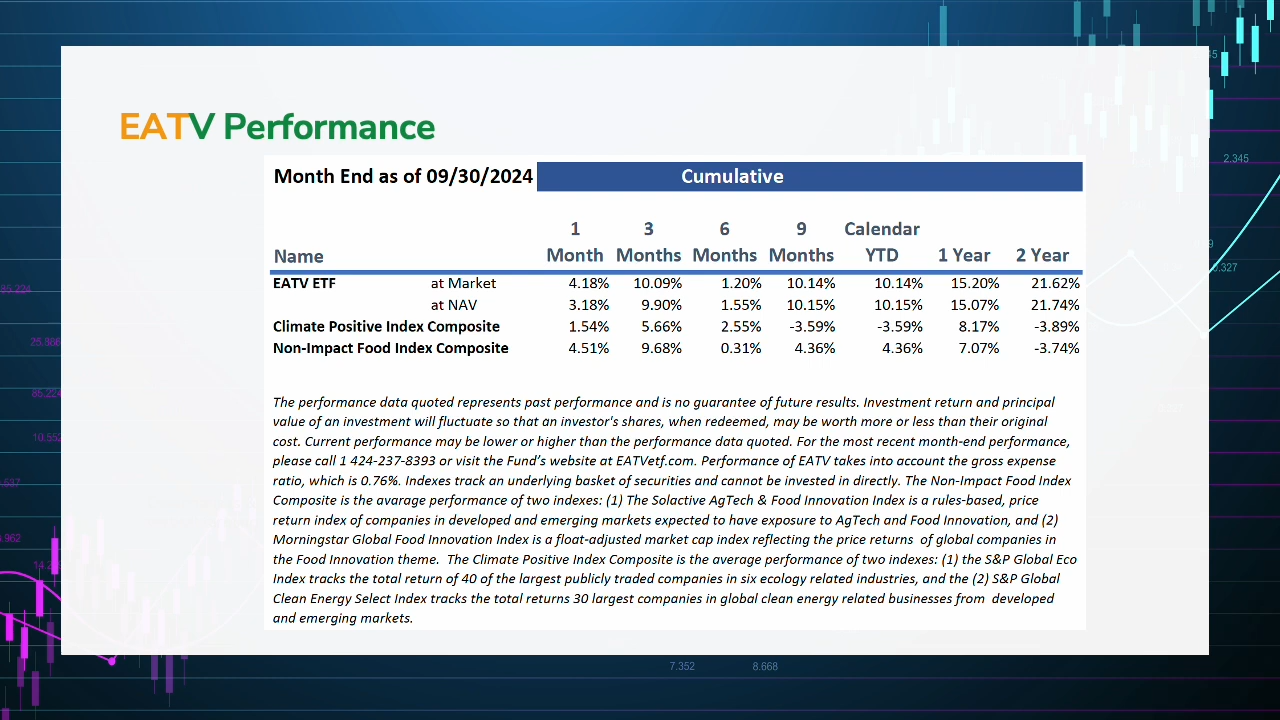 EATV Performance
Month End as of 09/30/2024 Cumulative
Name 1 Month 3 Months 6 Months 9 Months Calendar YTD 1 Year 2 Year
EATV ETF at Market 4.18% 10.09% 1.20% 10.14% 10.14% 15.20% 21.62%
at NAV 3.18% 9.90% 1.55% 10.15% 10.15% 15.07% 21.74%
Climate Positive Index Composite 1.54% 5.66% 2.55% -3.59% -3.59% 8.17% -3.89%
Non-Impact Food Index Composite 4.51% 9.68% 0.31% 4.36% 4.36% 7.07% -3.74%
The performance data quoted represents past performance and is no guarantee of future results. Investment return and principal
value of an investment will fluctuate so that an investor's shares, when redeemed, may be worth more or less than their original
cost. Current performance may be lower or higher than the performance data quoted. For the most recent month-end performance,
please call 1 424-237-8393 or visit the Fund’s website at EATVetf.com. Performance of EATV takes into account the gross expense
ratio, which is 0.76%. Indexes track an underlying basket of securities and cannot be invested in directly. The Non-Impact Food Index
Composite is the avarage performance of two indexes: (1) The Solactive AgTech & Food Innovation Index is a rules-based, price
return index of companies in developed and emerging markets expected to have exposure to AgTech and Food Innovation, and (2)
Morningstar Global Food Innovation Index is a float-adjusted market cap index reflecting the price returns of global companies in
the Food Innovation theme. The Climate Positive Index Composite is the average performance of two indexes: (1) the S&P Global Eco
Index tracks the total return of 40 of the largest publicly traded companies in six ecology related industries, and the (2) S&P Global
Clean Energy Select Index tracks the total returns 30 largest companies in global clean energy related businesses from developed
and emerging markets.
2.345
85,224
10.552
7.352 8.668